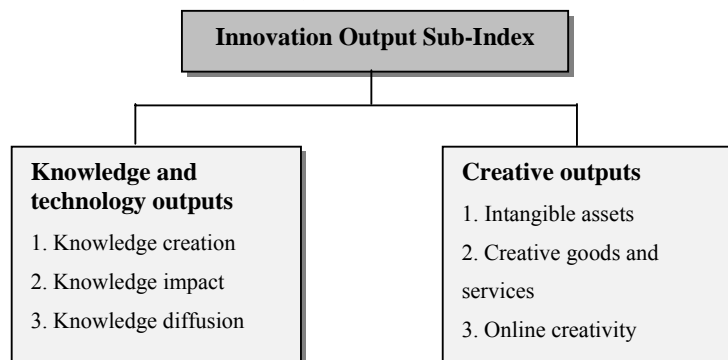 Innovation Output Sub-Index
Knowledge and
technology outputs
1. Knowledge creation
2. Knowledge impact
3. Knowledge diffusion
Creative outputs
1. Intangible assets
2. Creative goods and
services
3. Online creativity